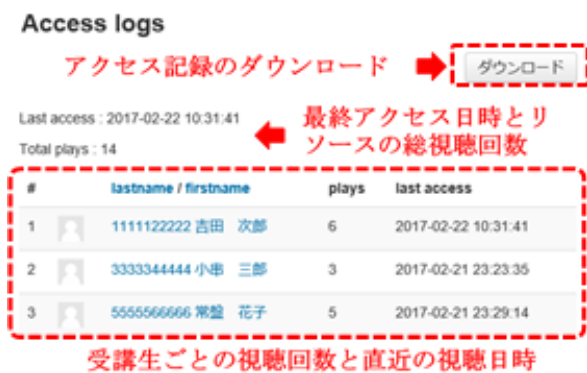 Access logs
アクセス記録のダウンロード
ダウンロード
Last access : 2017-02-22 10:31:41
Total plays : 14
最終アクセス日時とリ
ソースの総視聴回数
# lastname / firstname plays last access
1 1111122222 吉田　次郎 6 2017-02-22 10:31:41
2 3333344444 小串　三郎 3 2017-02-21 23:23:35
3 5555566666 常盤　花子 5 2017-02-21 23:29:14
受講生ごとの視聴回数と直近の視聴日時